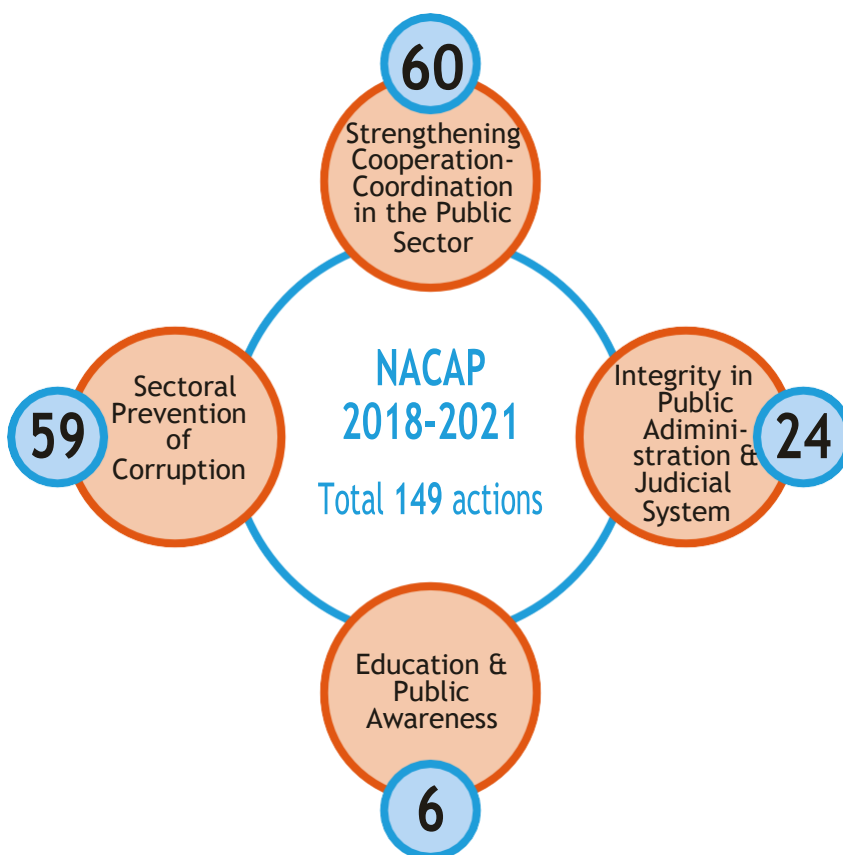 60
Strengthening
Cooperation-
Coordination
in the Public
Sector
NACAP
2018-2021
Total 149 actions
59
Sectoral
Prevention
of
Corruption
Integrity in
Public
Adimini-
stration &
Judicial
System
24
Education &
Public
Awareness
6